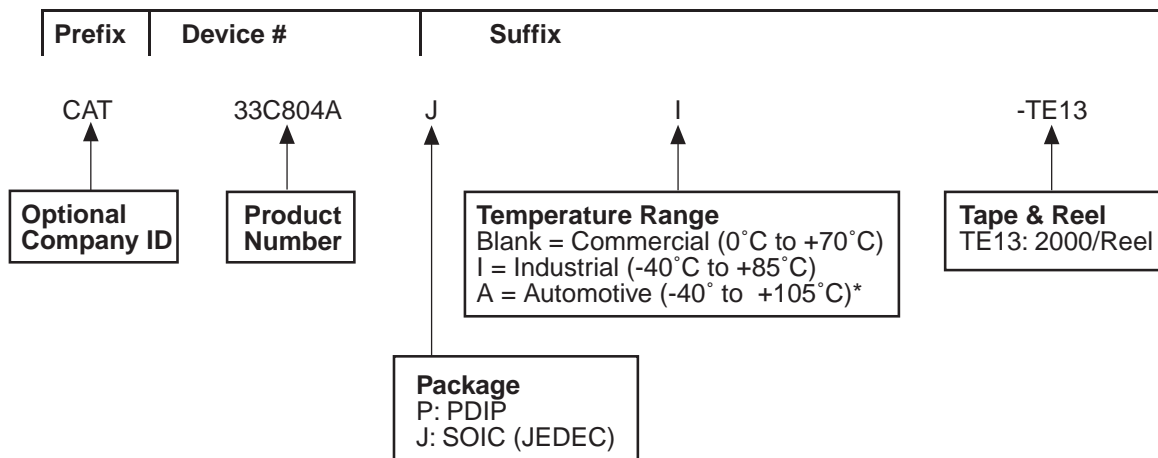 Prefix Device # Suffix
CAT 33C804A J I -TE13
Optional
Company ID
Product
Number
Temperature Range
Blank = Commercial (0˚C to +70˚C)
I = Industrial (-40˚C to +85˚C)
A = Automotive (-40˚ to +105˚C)*
Tape & Reel
TE13: 2000/Reel
Package
P: PDIP
J: SOIC (JEDEC)